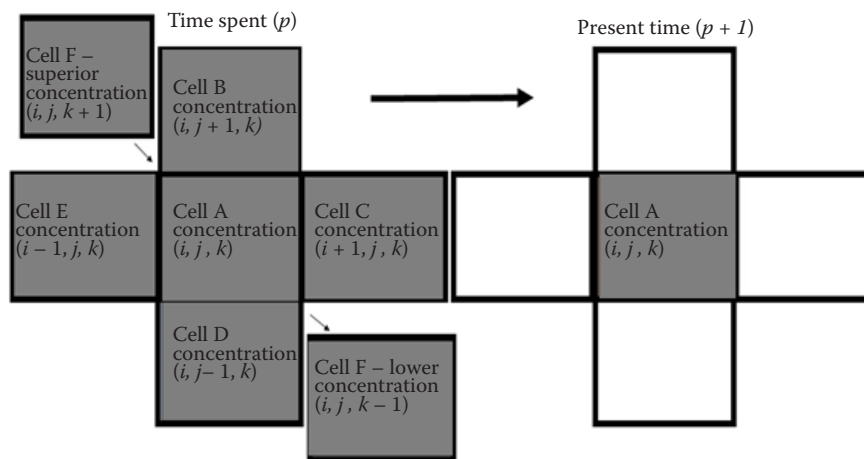 Time spent (p)
Present time (p + 1)
Cell F –
superior
concentration
(i, j, k + 1)
Cell B
concentration
(i, j + 1, k)
Cell E
concentration
(i – 1, j, k)
Cell A
concentration
(i, j , k)
Cell C
concentration
(i + 1, j, k)
Cell A
concentration
(i, j, k)
Cell D
concentration
(i, j– 1, k)
Cell F – lower
concentration
(i, j , k – 1)